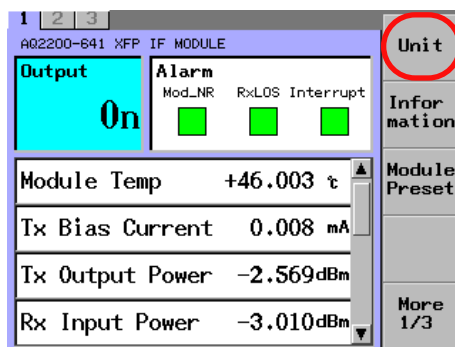 1 2 3
AQ2200-641 XFP IF MODULE
Output
On
Alarm
Mod_NR RxLOS Interrupt
Module Temp +46.003 ℃
Tx Bias Current 0.008 mA
Tx Output Power -2.569dBm
Rx Input Power -3.010dBm
Unit
Infor
mation
Module
Preset
More
1/3